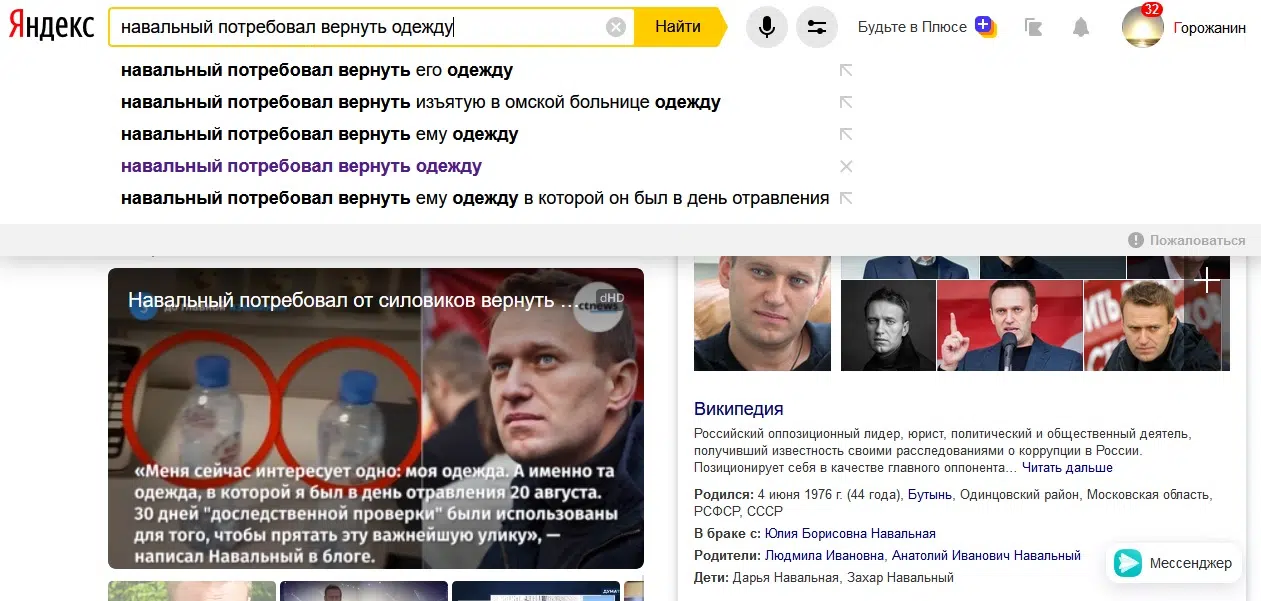 Яндекс
навальный потребовал вернуть одежду
Найти
Будьте в Плюсе
32
Горожанин
навальный потребовал вернуть его одежду
навальный потребовал вернуть изъятую в омской больнице одежду
навальный потребовал вернуть ему одежду
навальный потребовал вернуть одежду
навальный потребовал вернуть ему одежду в которой он был в день отравления
Пожаловаться
Навальный потребовал от силовиков вернуть …
dHD
ctnews
«Меня сейчас интересует одно: моя одежда. А именно та
одежда, в которой я был в день отравления 20 августа.
30 дней "доследственной проверки" были использованы
для того, чтобы прятать эту важнейшую улику», —
написал Навальный в блоге.
Википедия
Российский оппозиционный лидер, юрист, политический и общественный деятель,
получивший известность своими расследованиями о коррупции в России.
Позиционирует себя в качестве главного оппонента… Читать дальше
Родился: 4 июня 1976 г. (44 года), Бутынь, Одинцовский район, Московская область,
РСФСР, СССР
В браке с: Юлия Борисовна Навальная
Родители: Людмила Ивановна, Анатолий Иванович Навальный
Дети: Дарья Навальная, Захар Навальный
Мессенджер